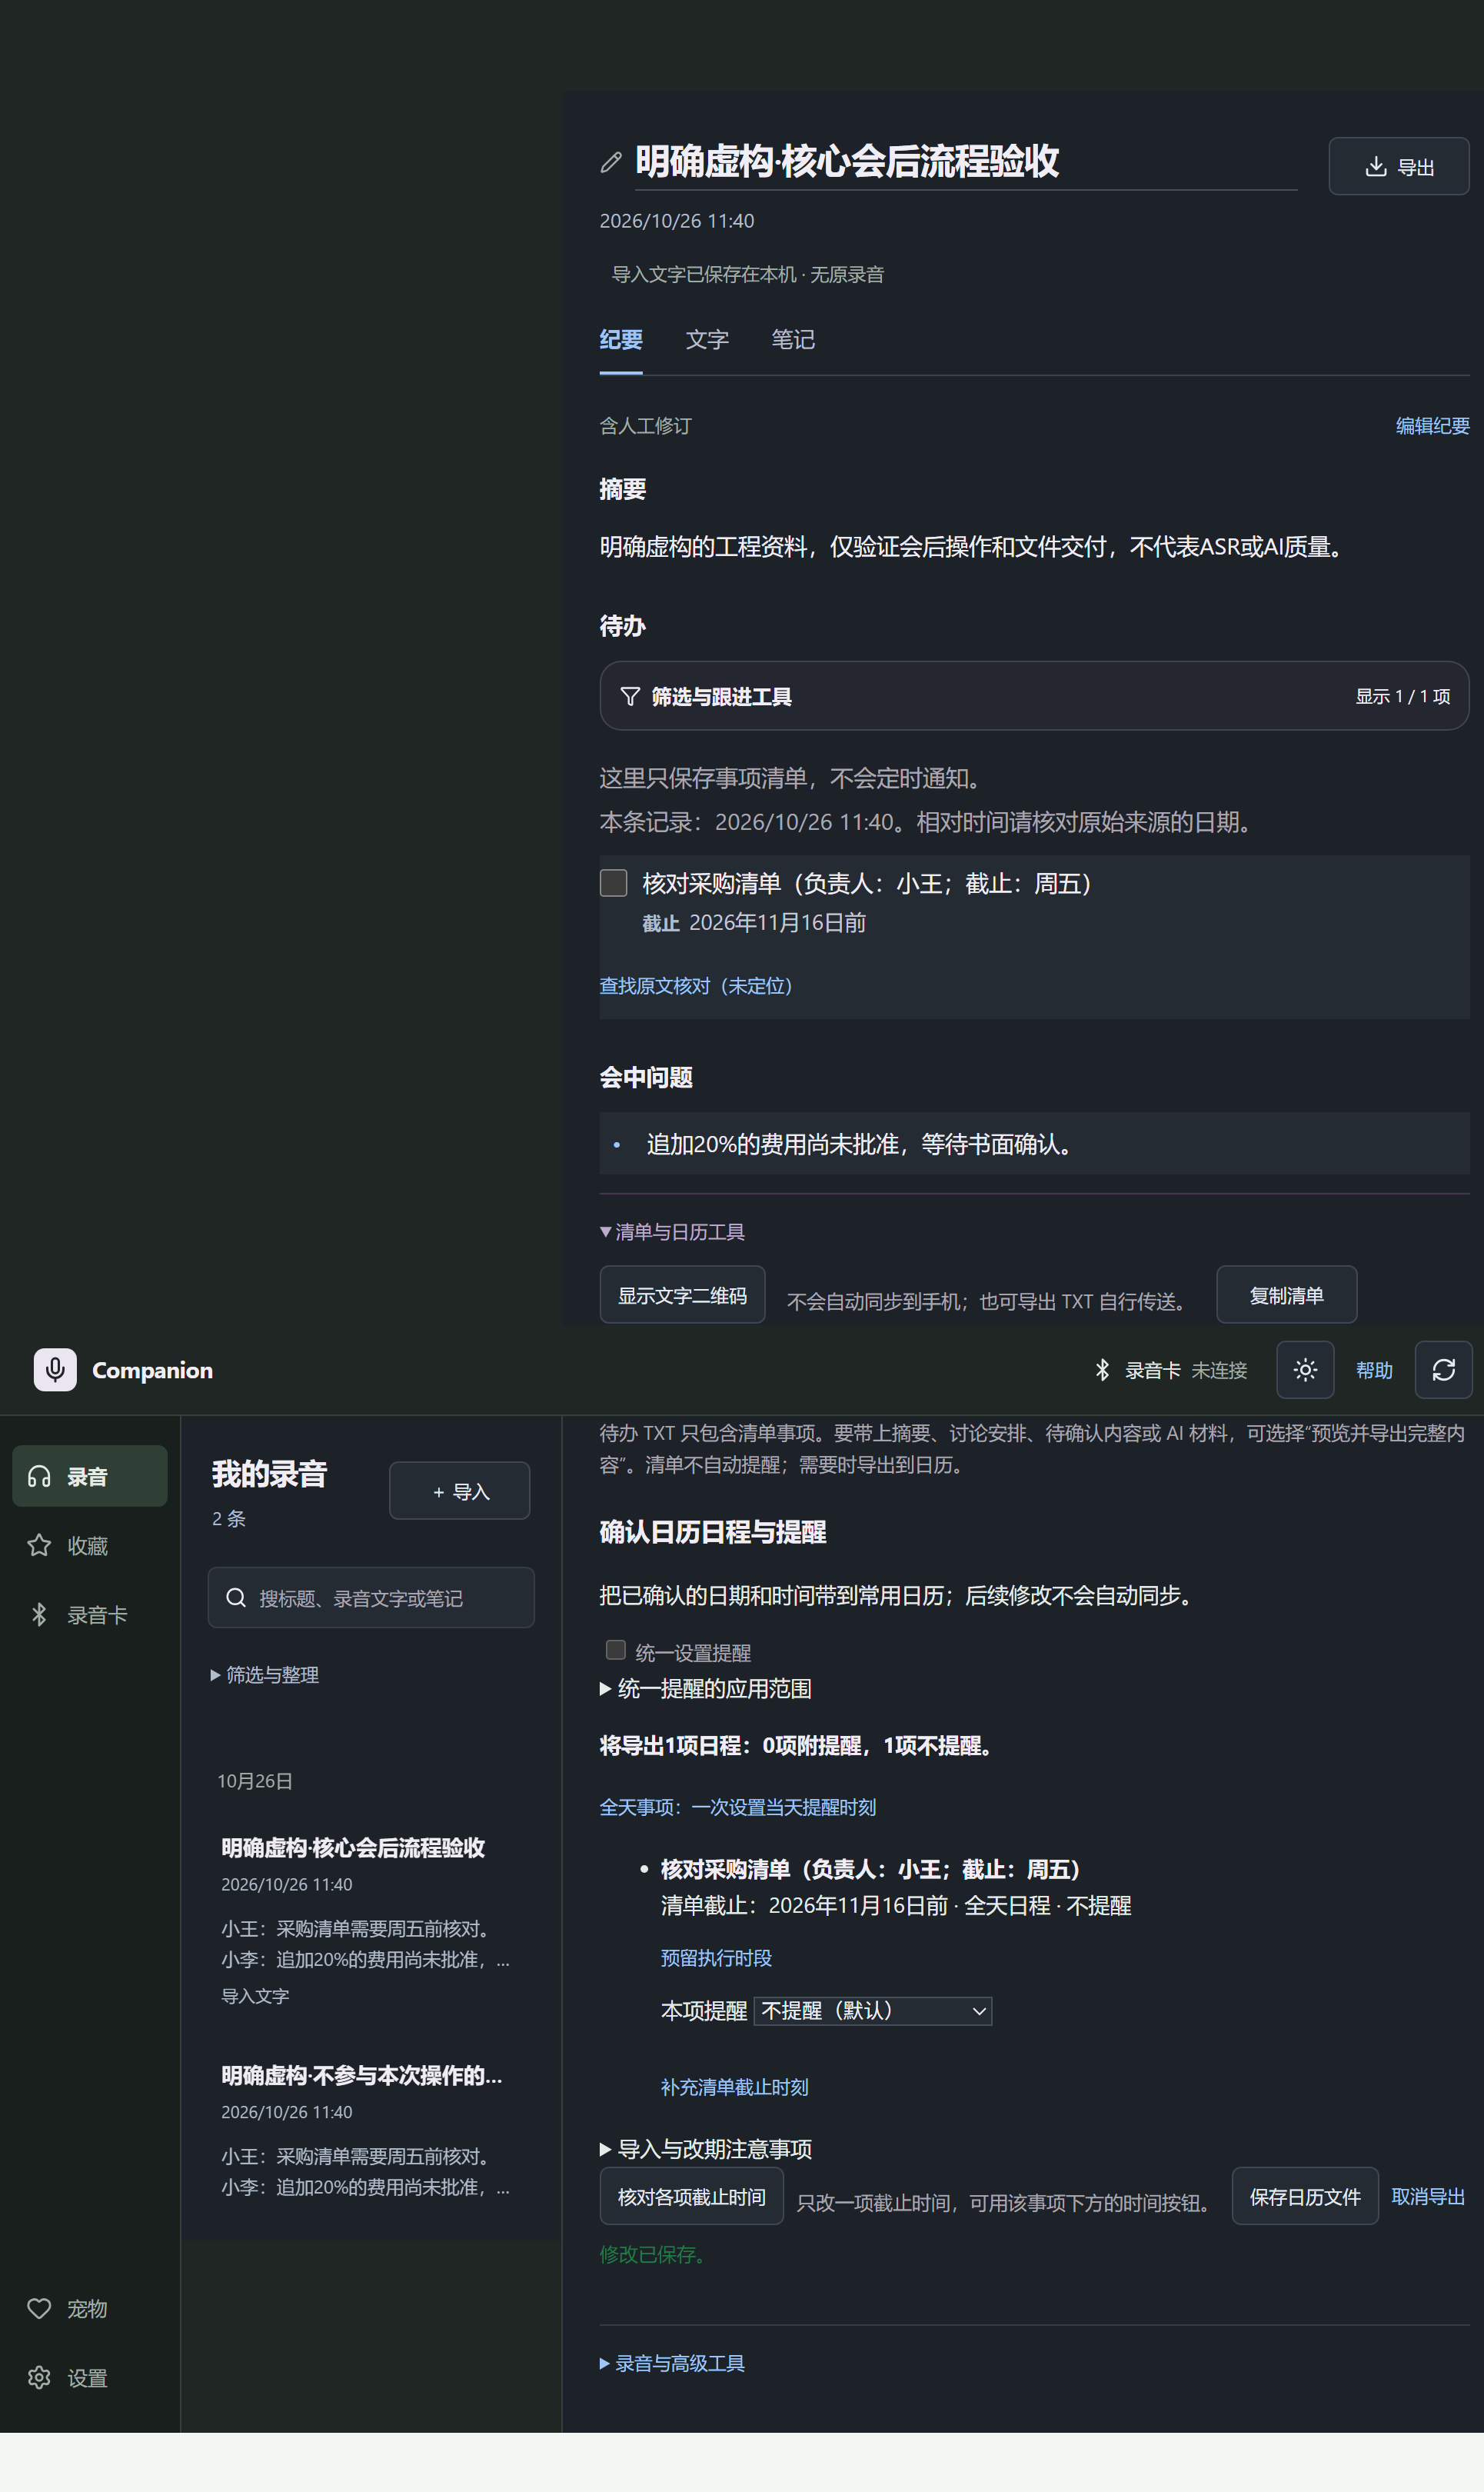 明确虚构·核心会后流程验收
导出
2026/10/26 11:40
导入文字已保存在本机 · 无原录音
纪要
文字
笔记
含人工修订
编辑纪要
摘要
明确虚构的工程资料，仅验证会后操作和文件交付，不代表ASR或AI质量。
待办
筛选与跟进工具
显示 1 / 1 项
这里只保存事项清单，不会定时通知。
本条记录：2026/10/26 11:40。相对时间请核对原始来源的日期。
核对采购清单（负责人：小王；截止：周五）
截止 2026年11月16日前
查找原文核对（未定位）
会中问题
• 追加20%的费用尚未批准，等待书面确认。
▼清单与日历工具
显示文字二维码
不会自动同步到手机；也可导出 TXT 自行传送。
复制清单
Companion
录音卡 未连接
帮助
录音
收藏
录音卡
宠物
设置
我的录音
+ 导入
2 条
搜标题、录音文字或笔记
▶筛选与整理
10月26日
明确虚构·核心会后流程验收
2026/10/26 11:40
小王：采购清单需要周五前核对。
小李：追加20%的费用尚未批准，...
导入文字
明确虚构·不参与本次操作的...
2026/10/26 11:40
小王：采购清单需要周五前核对。
小李：追加20%的费用尚未批准，...
待办 TXT 只包含清单事项。要带上摘要、讨论安排、待确认内容或 AI 材料，可选择“预览并导出完整内
容”。清单不自动提醒；需要时导出到日历。
确认日历日程与提醒
把已确认的日期和时间带到常用日历；后续修改不会自动同步。
统一设置提醒
▶统一提醒的应用范围
将导出1项日程：0项附提醒，1项不提醒。
全天事项：一次设置当天提醒时刻
• 核对采购清单（负责人：小王；截止：周五）
清单截止：2026年11月16日前 · 全天日程 · 不提醒
预留执行时段
本项提醒 不提醒（默认）
补充清单截止时刻
▶导入与改期注意事项
核对各项截止时间
只改一项截止时间，可用该事项下方的时间按钮。
保存日历文件
取消导出
修改已保存。
▶录音与高级工具